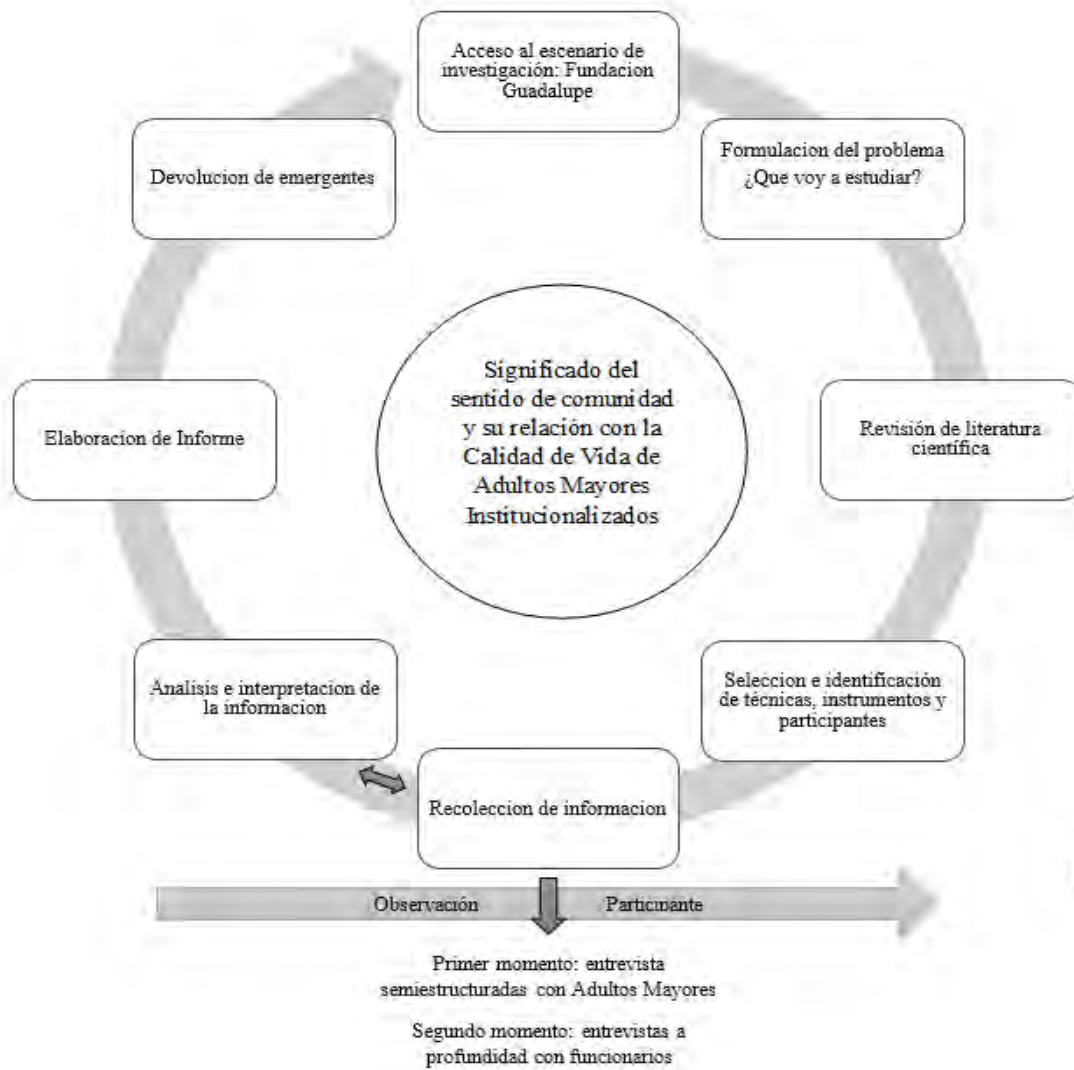 Acceso al escenario de
investigación: Fundacion
Guadalupe
Formulacion del problema
¿Que voy a estudiar?
Revisión de literatura
científica
Seleccion e identificación
de técnicas, instrumentos y
participantes
Recoleccion de informacion
Análisis e interpretacion de
la informacion
Elaboracion de Informe
Devolucion de emergentes
Significado del
sentido de comunidad
y su relación con la
Calidad de Vida de
Adultos Mayores
Institucionalizados
Observación Participante
Primer momento: entrevista
semiestructuradas con Adultos Mayores
Segundo momento: entrevistas a
profundidad con funcionarios